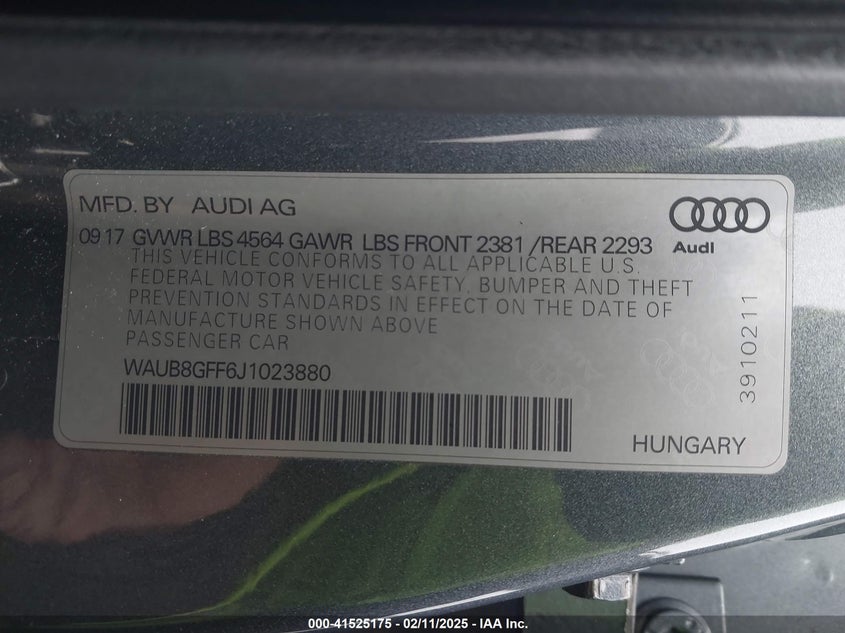 MFD. BY AUDI AG
Audi
09 17 GVWR LBS 4564 GAWR LBS FRONT 2381 /REAR 2293
THIS VEHICLE CONFORMS TO ALL APPLICABLE U.S.
FEDERAL MOTOR VEHICLE SAFETY, BUMPER AND THEFT
PREVENTION STANDARDS IN EFFECT ON THE DATE OF
MANUFACTURE SHOWN ABOVE
PASSENGER CAR
WAUB8GFF6J1023880
3910211
HUNGARY
000-41525175 - 02/11/2025 - IAA Inc.